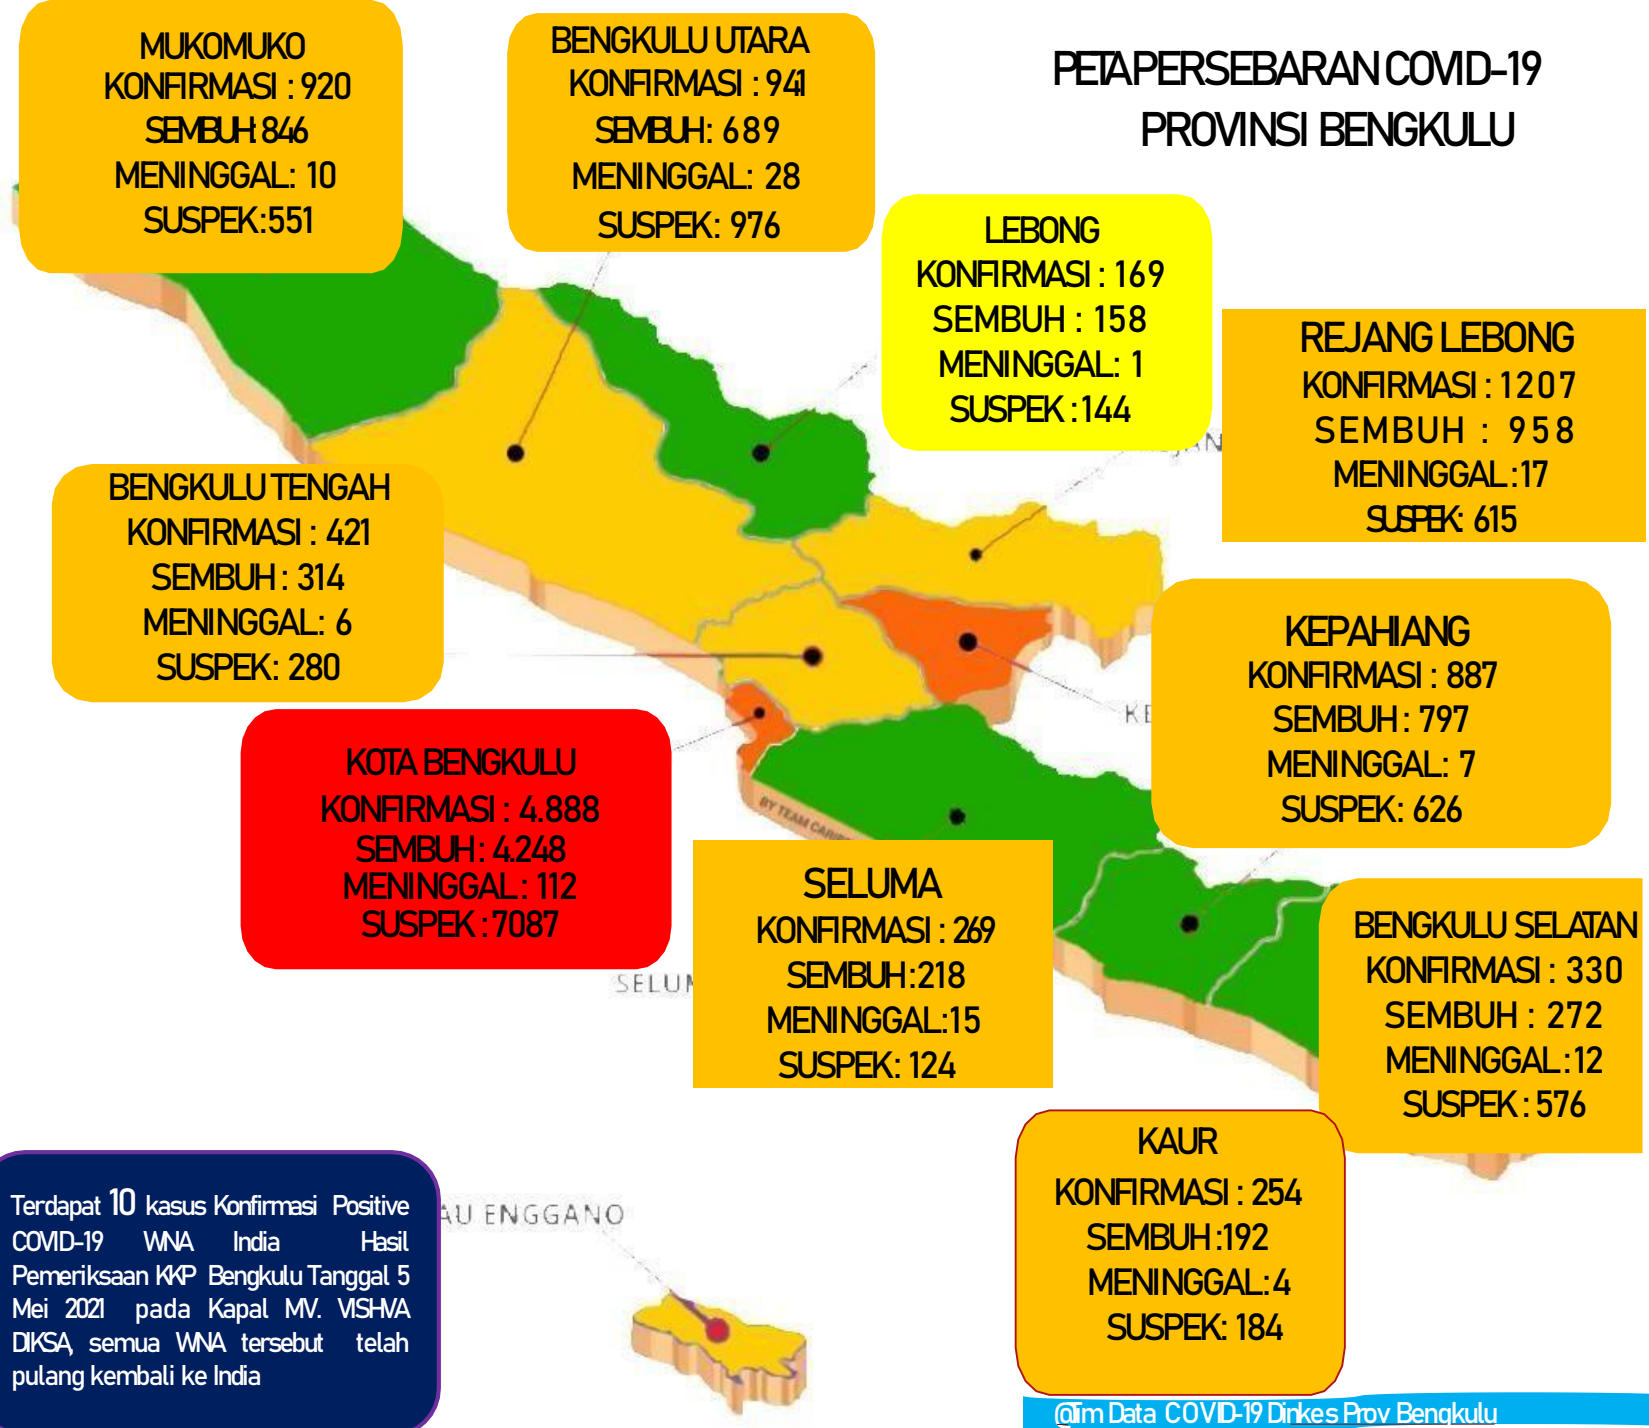 PETA PERSEBARAN COVID-19
PROVINSI BENGKULU
MUKOMUKO
KONFIRMASI : 920
SEMBUH: 846
MENINGGAL: 10
SUSPEK:551
BENGKULU UTARA
KONFIRMASI : 941
SEMBUH: 689
MENINGGAL: 28
SUSPEK: 976
LEBONG
KONFIRMASI : 169
SEMBUH : 158
MENINGGAL: 1
SUSPEK :144
REJANG LEBONG
KONFIRMASI : 1207
SEMBUH : 958
MENINGGAL :17
SUSPEK: 615
BENGKULU TENGAH
KONFIRMASI : 421
SEMBUH : 314
MENINGGAL: 6
SUSPEK: 280
KEPAHIANG
KONFIRMASI : 887
SEMBUH : 797
MENINGGAL: 7
SUSPEK: 626
KOTA BENGKULU
KONFIRMASI : 4.888
SEMBUH : 4.248
MENINGGAL : 112
SUSPEK : 7087
BY TEAM
SELUMA
KONFIRMASI : 269
SEMBUH:218
MENINGGAL:15
SUSPEK: 124
BENGKULU SELATAN
KONFIRMASI : 330
SEMBUH : 272
MENINGGAL :12
SUSPEK : 576
KAUR
KONFIRMASI : 254
SEMBUH :192
MENINGGAL: 4
SUSPEK: 184
AU ENGGANO
Terdapat 10 kasus Konfirmasi Positive
COVID-19 WNA India Hasil
Pemeriksaan KKP Bengkulu Tanggal 5
Mei 2021 pada Kapal MV. VISHVA
DIKSA, semua WNA tersebut telah
pulang kembali ke India
@Tim Data COVID-19 Dinkes Prov Bengkulu